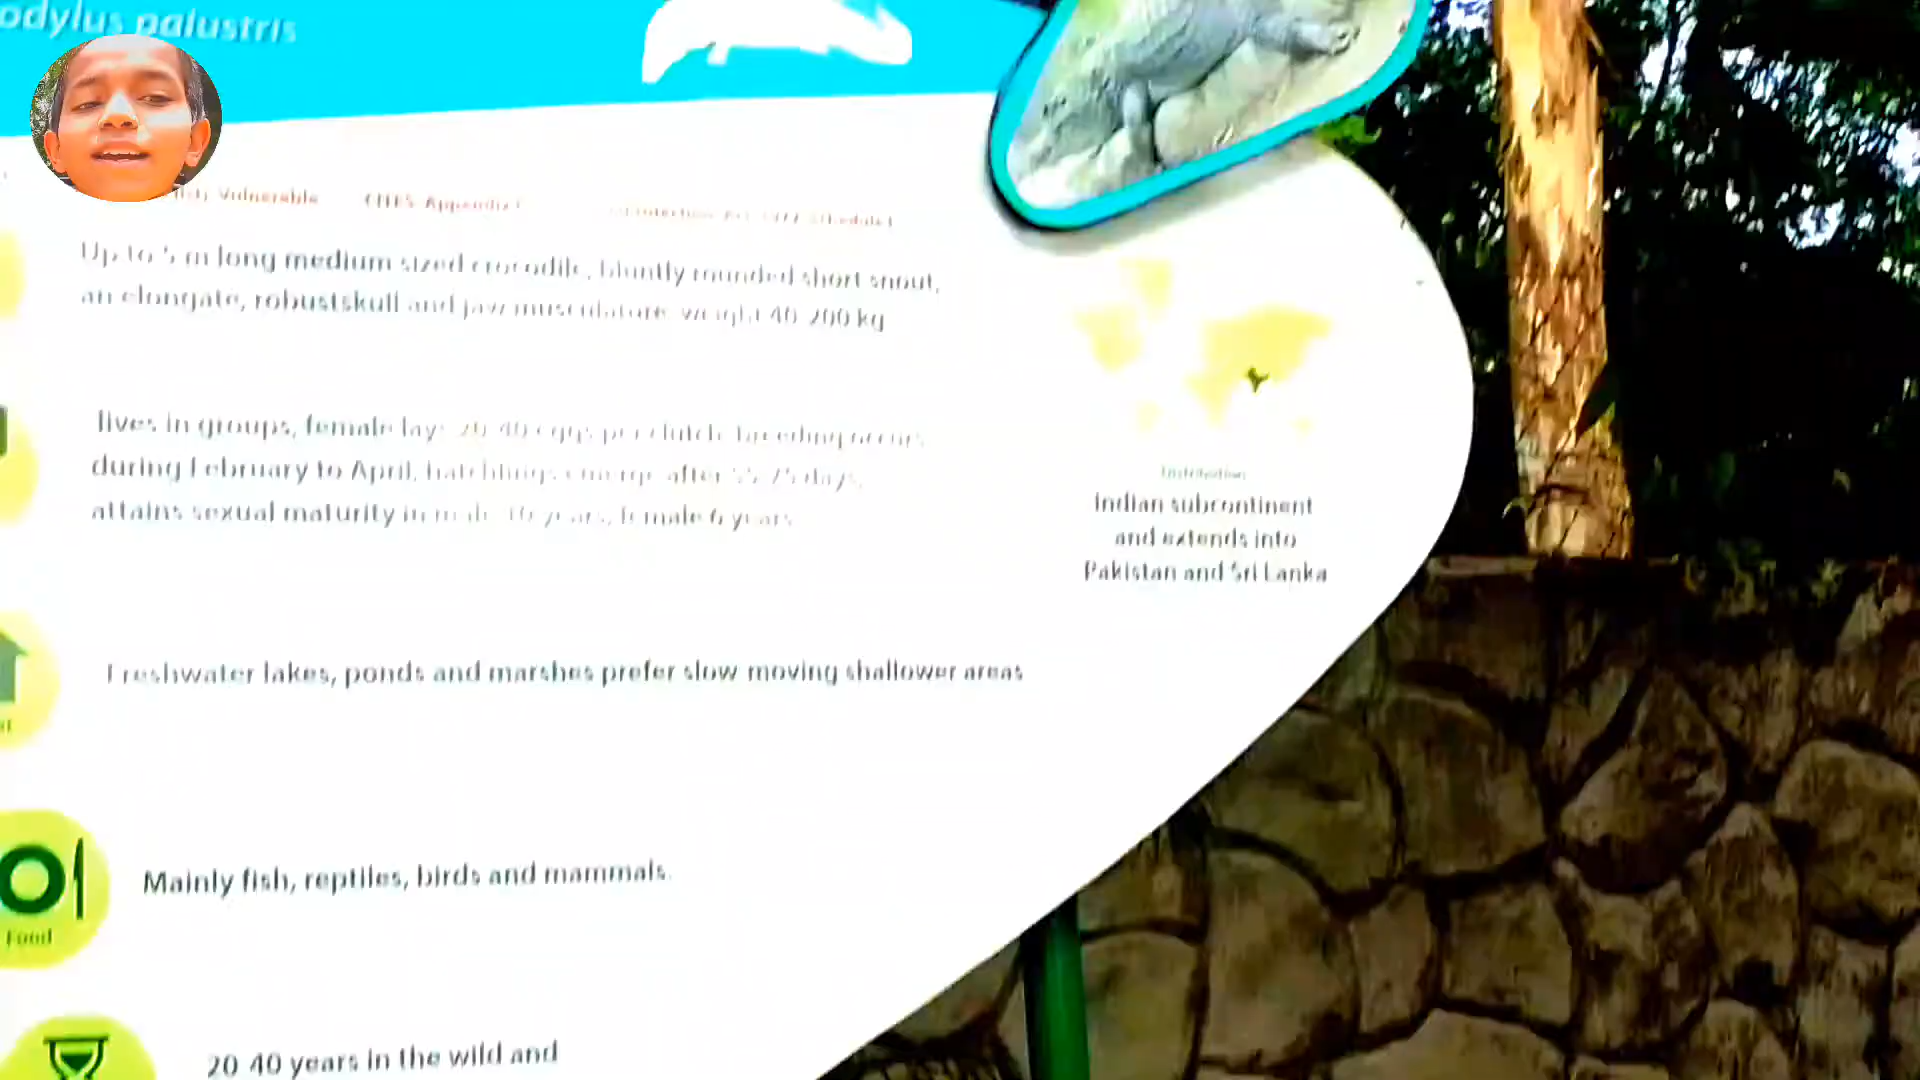 odylus palustris
Vulnerable CITES Appendix I
Up to 5 m long medium sized crocodile, bluntly rounded short snout,
an elongate, robustskull and jaw musculature weight 40-200 kg
lives in groups, female lays 20-40 eggs per clutch breeding occurs
during February to April, hatchlings emerge after 55-75 days,
attains sexual maturity in male 10 years, female 6 years
Distribution
Indian subcontinent
and extends into
Pakistan and Sri Lanka
Freshwater lakes, ponds and marshes prefer slow moving shallower areas
Mainly fish, reptiles, birds and mammals.
Food
20-40 years in the wild and